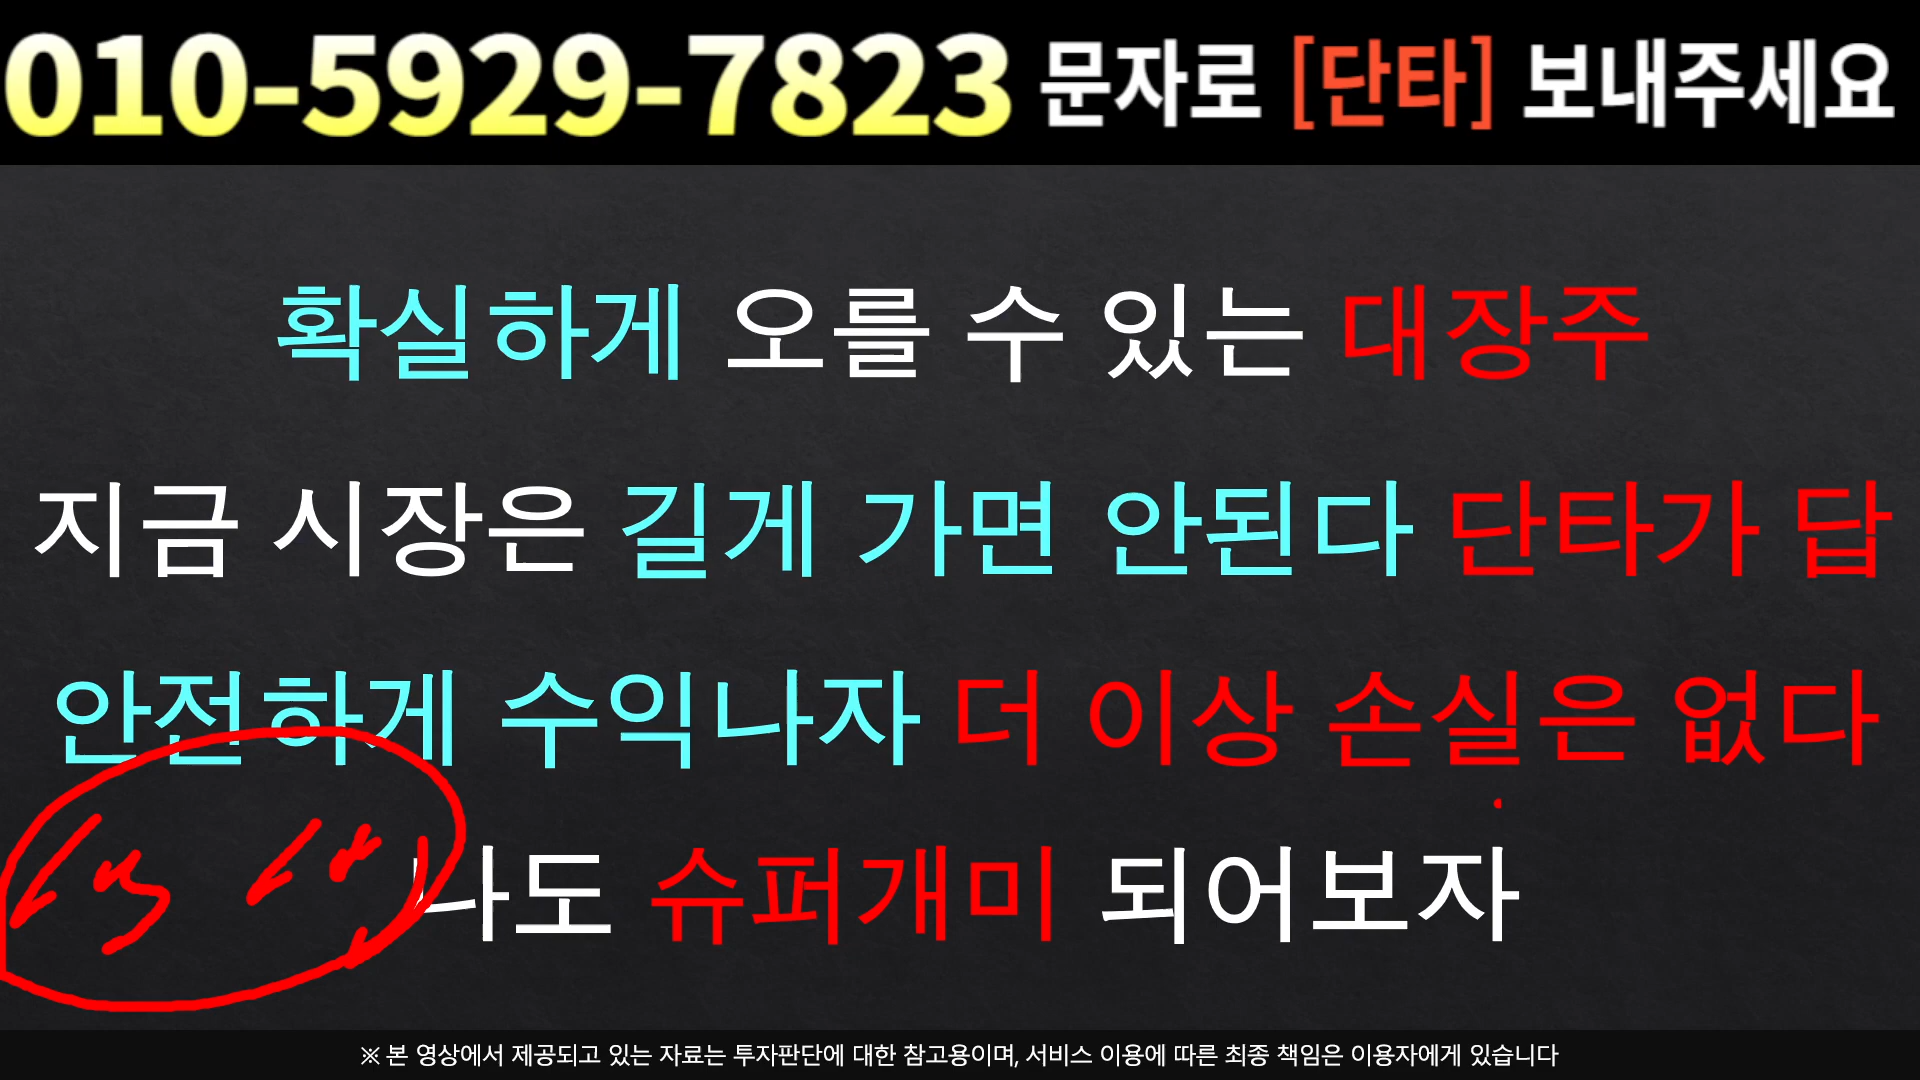 010-5929-7823 문자로 [단타] 보내주세요
확실하게 오를 수 있는 대장주
지금 시장은 길게 가면 안된다 단타가 답
안전하게 수익나자 더 이상 손실은 없다
나도 슈퍼개미 되어보자
※ 본 영상에서 제공되고 있는 자료는 투자판단에 대한 참고용이며, 서비스 이용에 따른 최종 책임은 이용자에게 있습니다